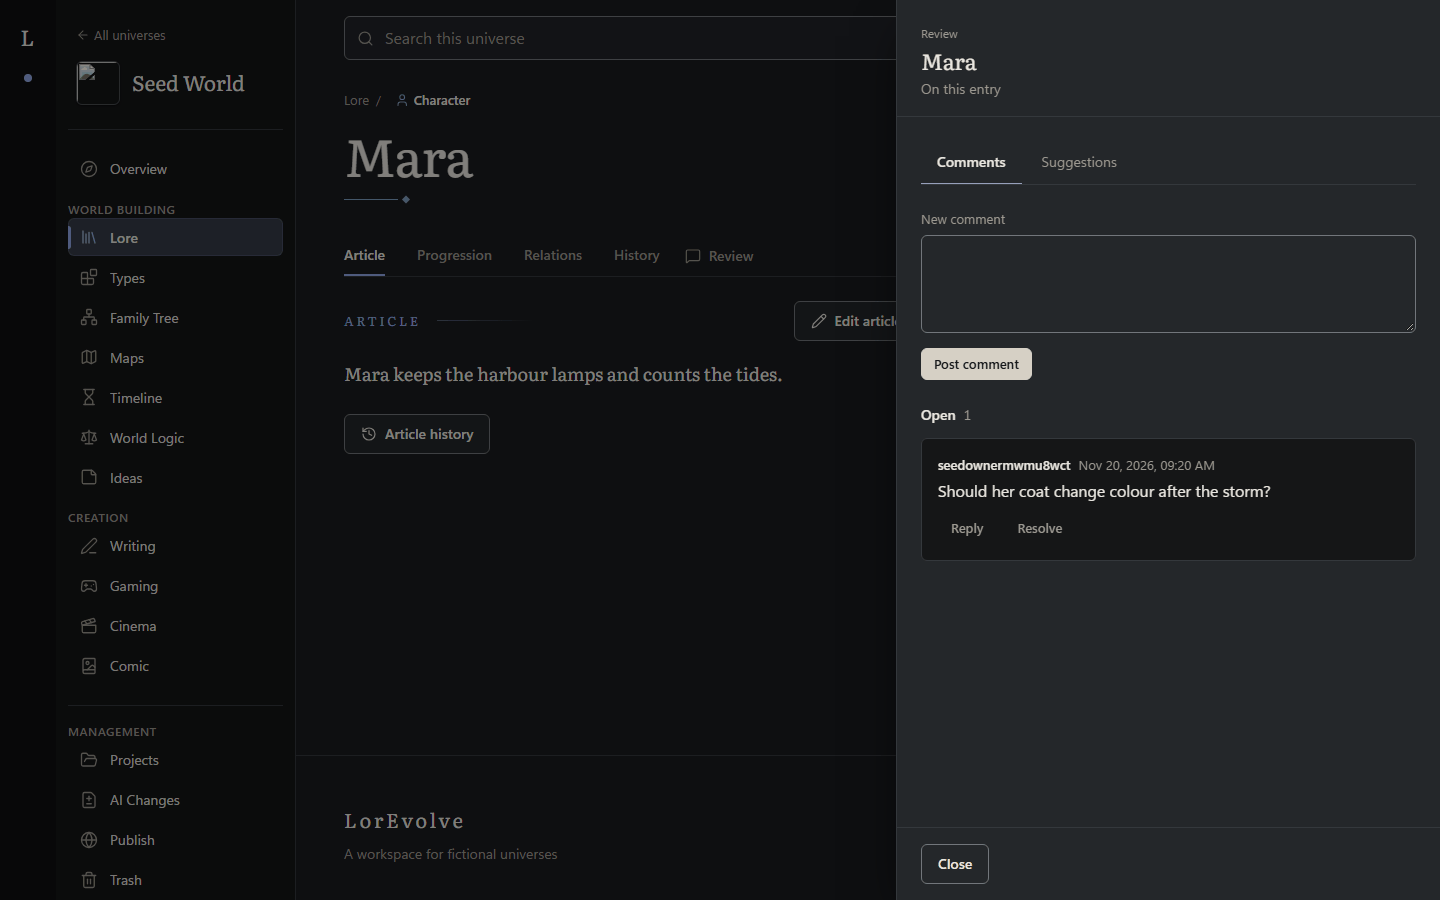 L
All universes
Seed World
Overview
WORLD BUILDING
Lore
Types
Family Tree
Maps
Timeline
World Logic
Ideas
CREATION
Writing
Gaming
Cinema
Comic
MANAGEMENT
Projects
AI Changes
Publish
Trash
Search this universe
Lore / Character
Mara
Article Progression Relations History Review
ARTICLE
Edit article
Mara keeps the harbour lamps and counts the tides.
Article history
LorEvolve
A workspace for fictional universes
Review
Mara
On this entry
Comments Suggestions
New comment
Post comment
Open 1
seedownermwmu8wct Nov 20, 2026, 09:20 AM
Should her coat change colour after the storm?
Reply Resolve
Close